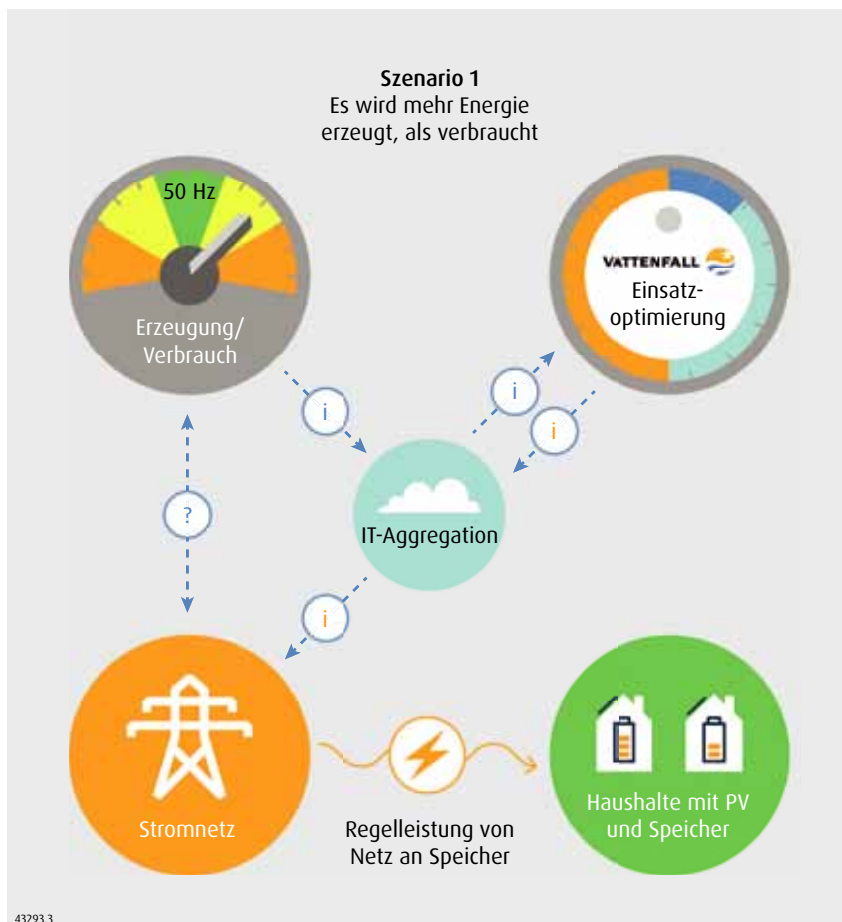 Szenario 1
Es wird mehr Energie
erzeugt, als verbraucht
50 Hz
Erzeugung/
Verbrauch
VATTENFALL
Einsatz-
optimierung
i
i
i
?
IT-Aggregation
i
Stromnetz
Regelleistung von
Netz an Speicher
Haushalte mit PV
und Speicher
43293.3